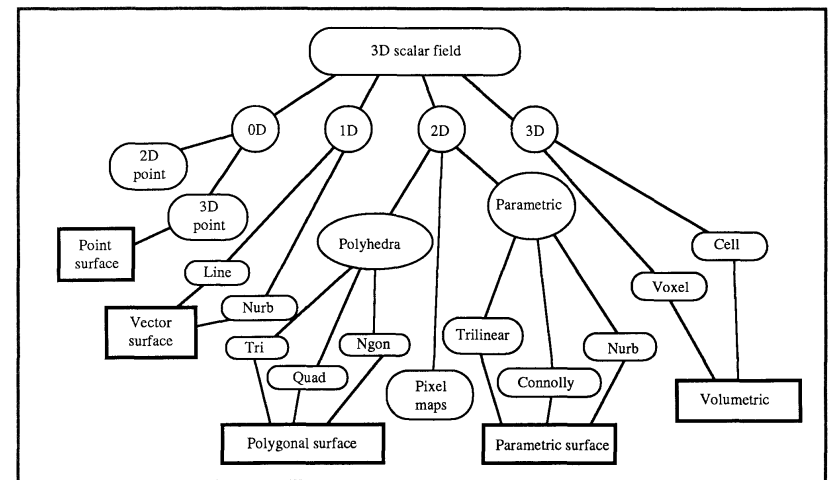 3D scalar field
0D
1D
2D
3D
2D
point
3D
point
Parametric
Point
surface
Polyhedra
Cell
Line
Voxel
Vector
surface
Nurb
Tri
Ngon
Trilinear
Nurb
Quad
Pixel
maps
Connolly
Volumetric
Polygonal surface
Parametric surface